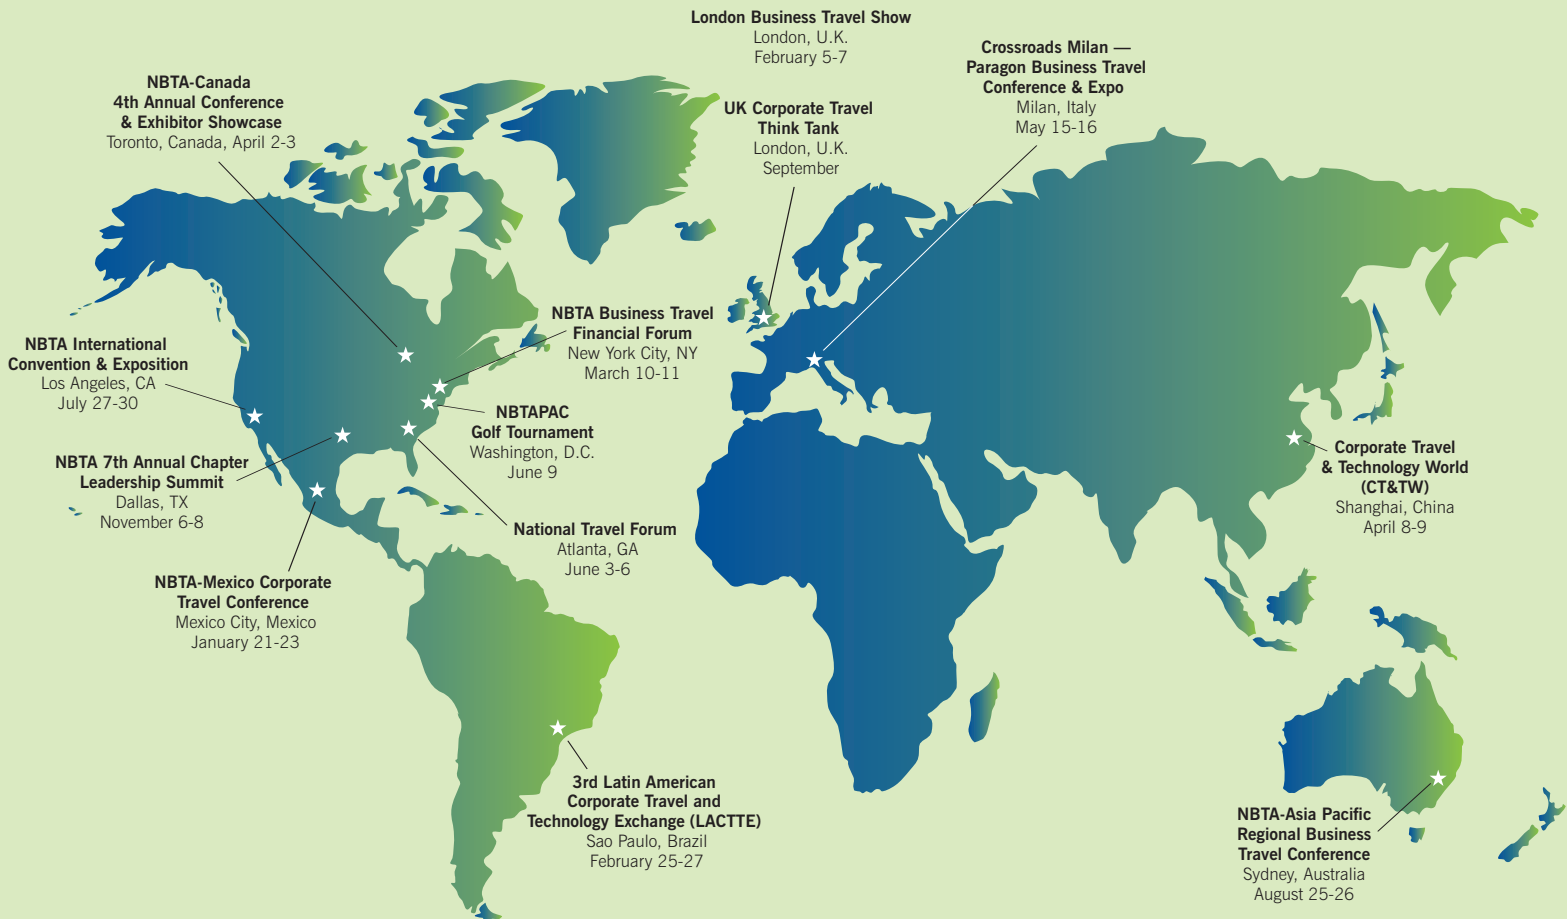 London Business Travel Show
London, U.K.
February 5-7
Crossroads Milan —
Paragon Business Travel
Conference & Expo
Milan, Italy
May 15-16
NBTA-Canada
4th Annual Conference
& Exhibitor Showcase
Toronto, Canada, April 2-3
UK Corporate Travel
Think Tank
London, U.K.
September
NBTA Business Travel
Financial Forum
New York City, NY
March 10-11
NBTA International
Convention & Exposition
Los Angeles, CA
July 27-30
NBTAPAC
Golf Tournament
Washington, D.C.
June 9
Corporate Travel
& Technology World
(CT&TW)
Shanghai, China
April 8-9
NBTA 7th Annual Chapter
Leadership Summit
Dallas, TX
November 6-8
National Travel Forum
Atlanta, GA
June 3-6
NBTA-Mexico Corporate
Travel Conference
Mexico City, Mexico
January 21-23
3rd Latin American
Corporate Travel and
Technology Exchange (LACTTE)
Sao Paulo, Brazil
February 25-27
NBTA-Asia Pacific
Regional Business
Travel Conference
Sydney, Australia
August 25-26